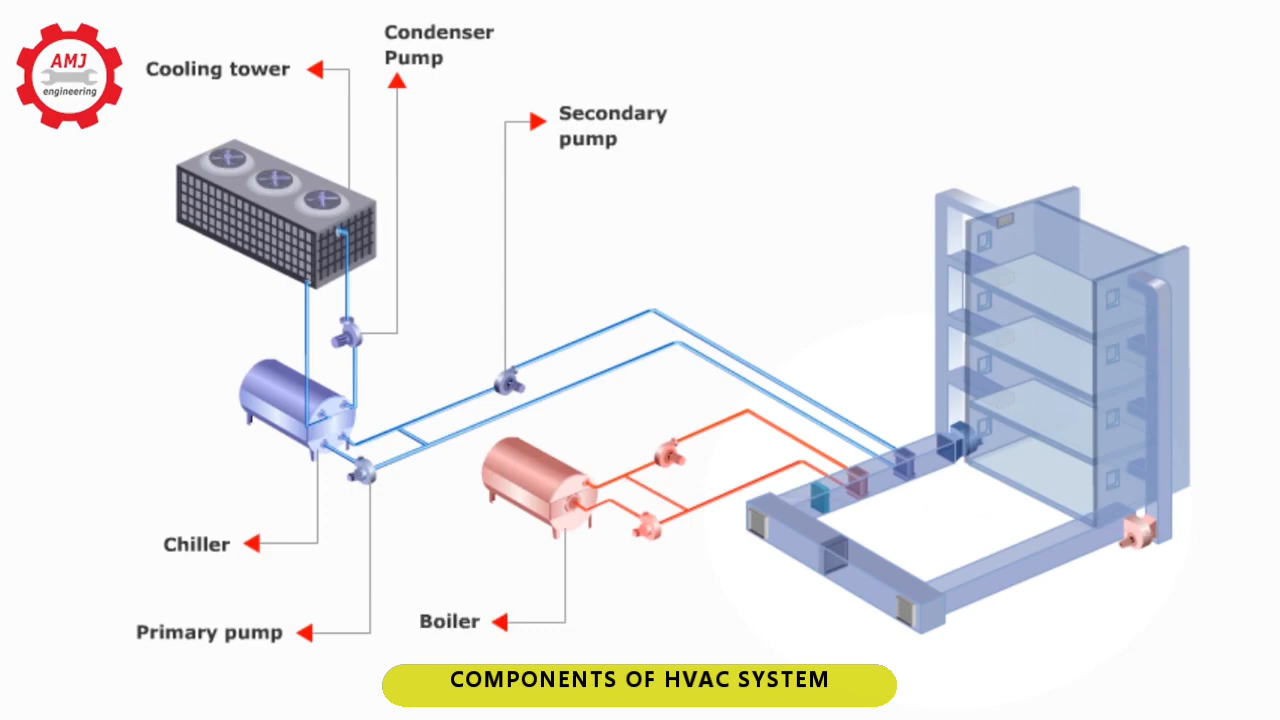 AMJ
engineering
Cooling tower
Condenser
Pump
Secondary
pump
Chiller
Primary pump
Boiler
COMPONENTS OF HVAC SYSTEM